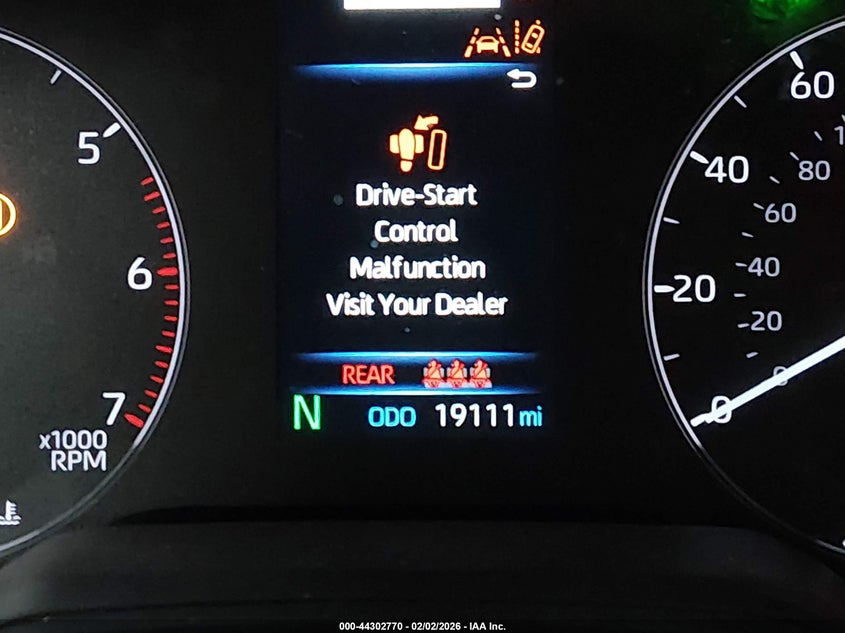 5
6
7
x1000
RPM
Drive-Start
Control
Malfunction
Visit Your Dealer
REAR
N ODO 19111 mi
60
40
20
0
80
60
40
20
0
000-44302770 - 02/02/2026 - IAA Inc.